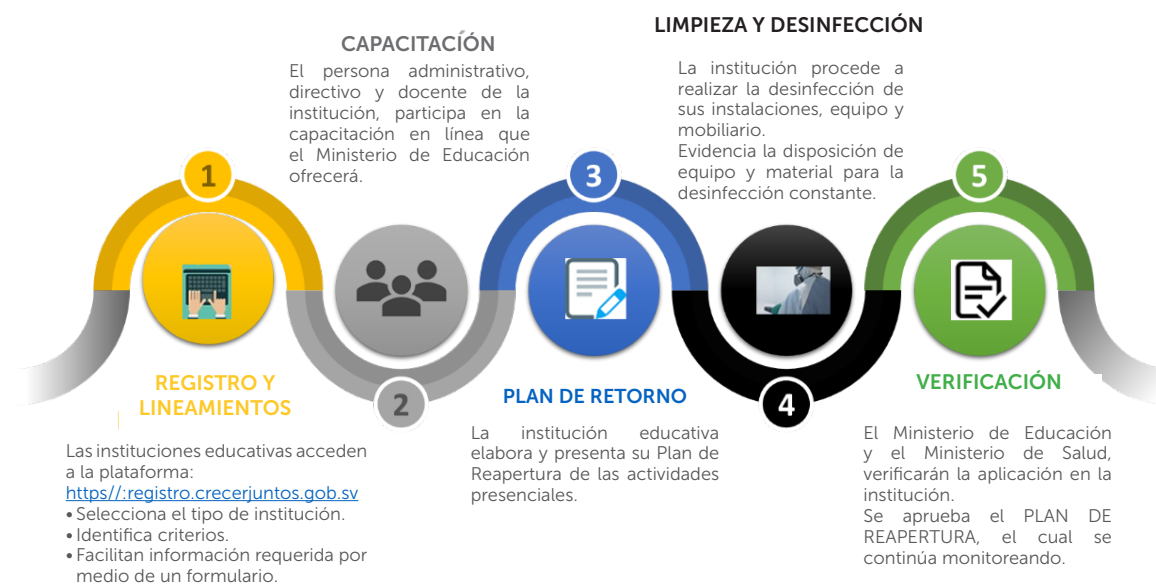 1
REGISTRO Y
LINEAMIENTOS
Las instituciones educativas acceden
a la plataforma:
https//:registro.crecerjuntos.gob.sv
• Selecciona el tipo de institución.
• Identifica criterios.
• Facilitan información requerida por
medio de un formulario.
CAPACITACÍÓN
El persona administrativo,
directivo y docente de la
institución, participa en la
capacitación en línea que
el Ministerio de Educación
ofrecerá.
2
3
PLAN DE RETORNO
La institución educativa
elabora y presenta su Plan de
Reapertura de las actividades
presenciales.
LIMPIEZA Y DESINFECCIÓN
La institución procede a
realizar la desinfección de
sus instalaciones, equipo y
mobiliario.
Evidencia la disposición de
equipo y material para la
desinfección constante.
4
5
VERIFICACIÓN
El Ministerio de Educación
y el Ministerio de Salud,
verificarán la aplicación en la
institución.
Se aprueba el PLAN DE
REAPERTURA, el cual se
continúa monitoreando.